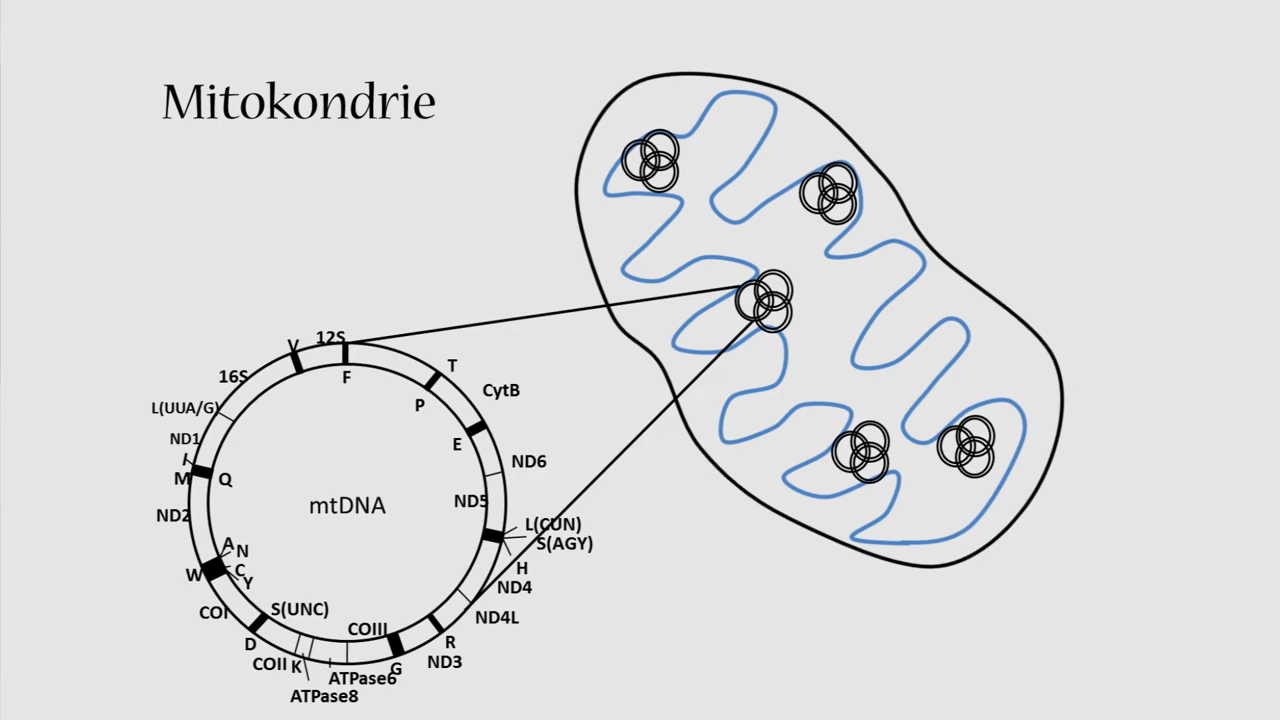 Mitokondrie
12S
V
F
T
P
CytB
16S
L(UUA/G)
E
ND1
I
M
Q
ND6
ND5
mtDNA
ND2
L(CUN)
S(AGY)
A
N
C
Y
W
H
ND4
COI
S(UNC)
ND4L
D
COIII
R
COII
K
G
ND3
ATPase6
ATPase8